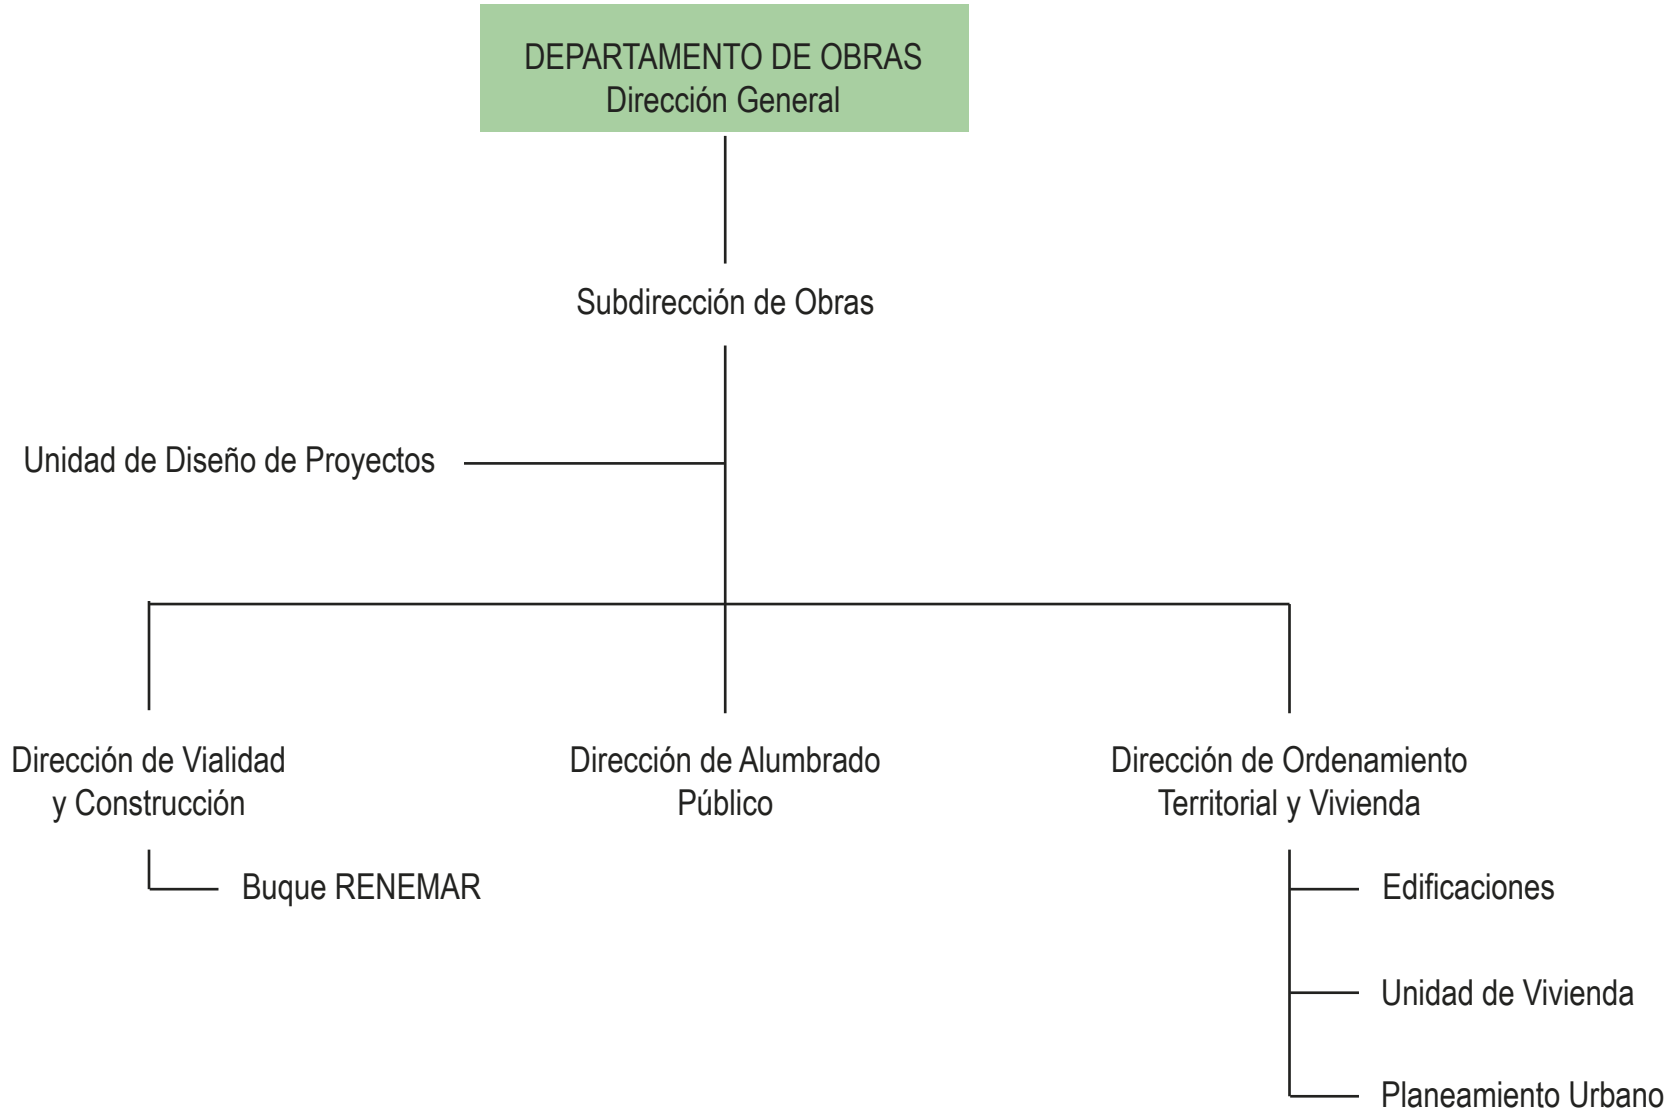 DEPARTAMENTO DE OBRAS
Dirección General
Subdirección de Obras
Unidad de Diseño de Proyectos
Dirección de Vialidad
y Construcción
Dirección de Alumbrado
Público
Dirección de Ordenamiento
Territorial y Vivienda
Buque RENEMAR
Edificaciones
Unidad de Vivienda
Planeamiento Urbano